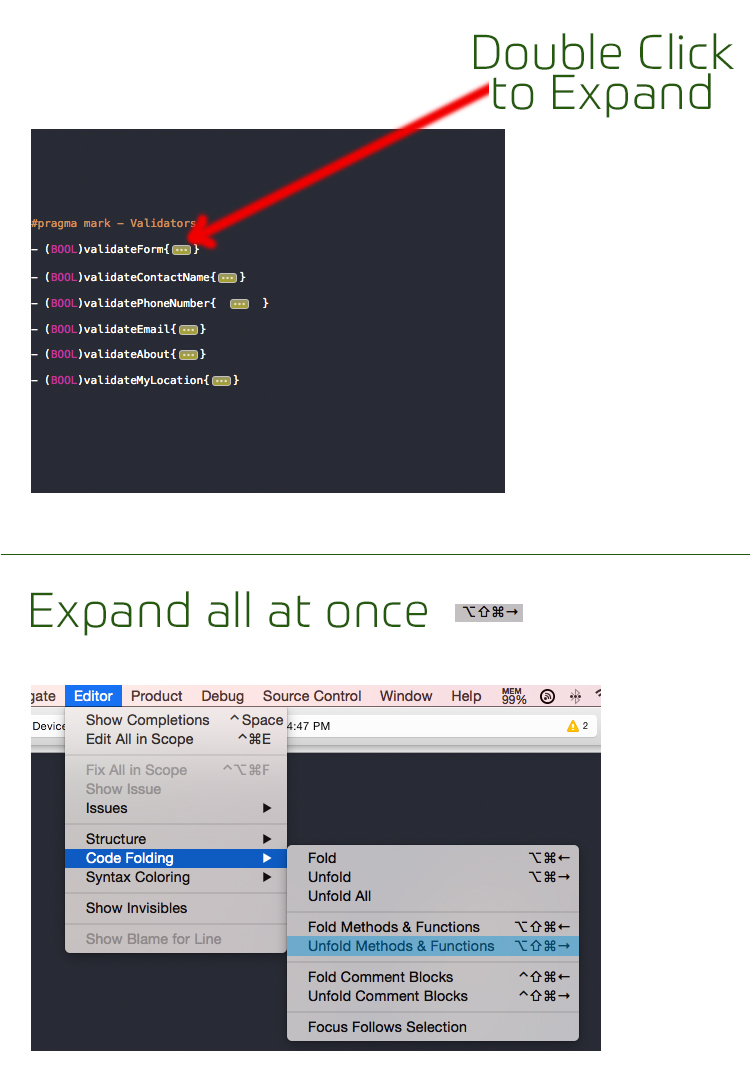 Double Click
to Expand
#pragma mark - Validators
- (BOOL)validateForm{•••}
- (BOOL)validateContactName{•••}
- (BOOL)validatePhoneNumber{ ••• }
- (BOOL)validateEmail{•••}
- (BOOL)validateAbout{•••}
- (BOOL)validateMyLocation{•••}
Expand all at once ⌥⇧⌘→
gate Editor Product Debug Source Control Window Help MEM 99%
Device 4:47 PM 2
Show Completions ^Space
Edit All in Scope ^⌘E
Fix All in Scope ^⌥⌘F
Show Issue
Issues ▶
Structure ▶
Code Folding ▶
Syntax Coloring ▶
Show Invisibles
Show Blame for Line
Fold ⌥⌘←
Unfold ⌥⌘→
Unfold All
Fold Methods & Functions ⌥⇧⌘←
Unfold Methods & Functions ⌥⇧⌘→
Fold Comment Blocks ^⇧⌘←
Unfold Comment Blocks ^⇧⌘→
Focus Follows Selection